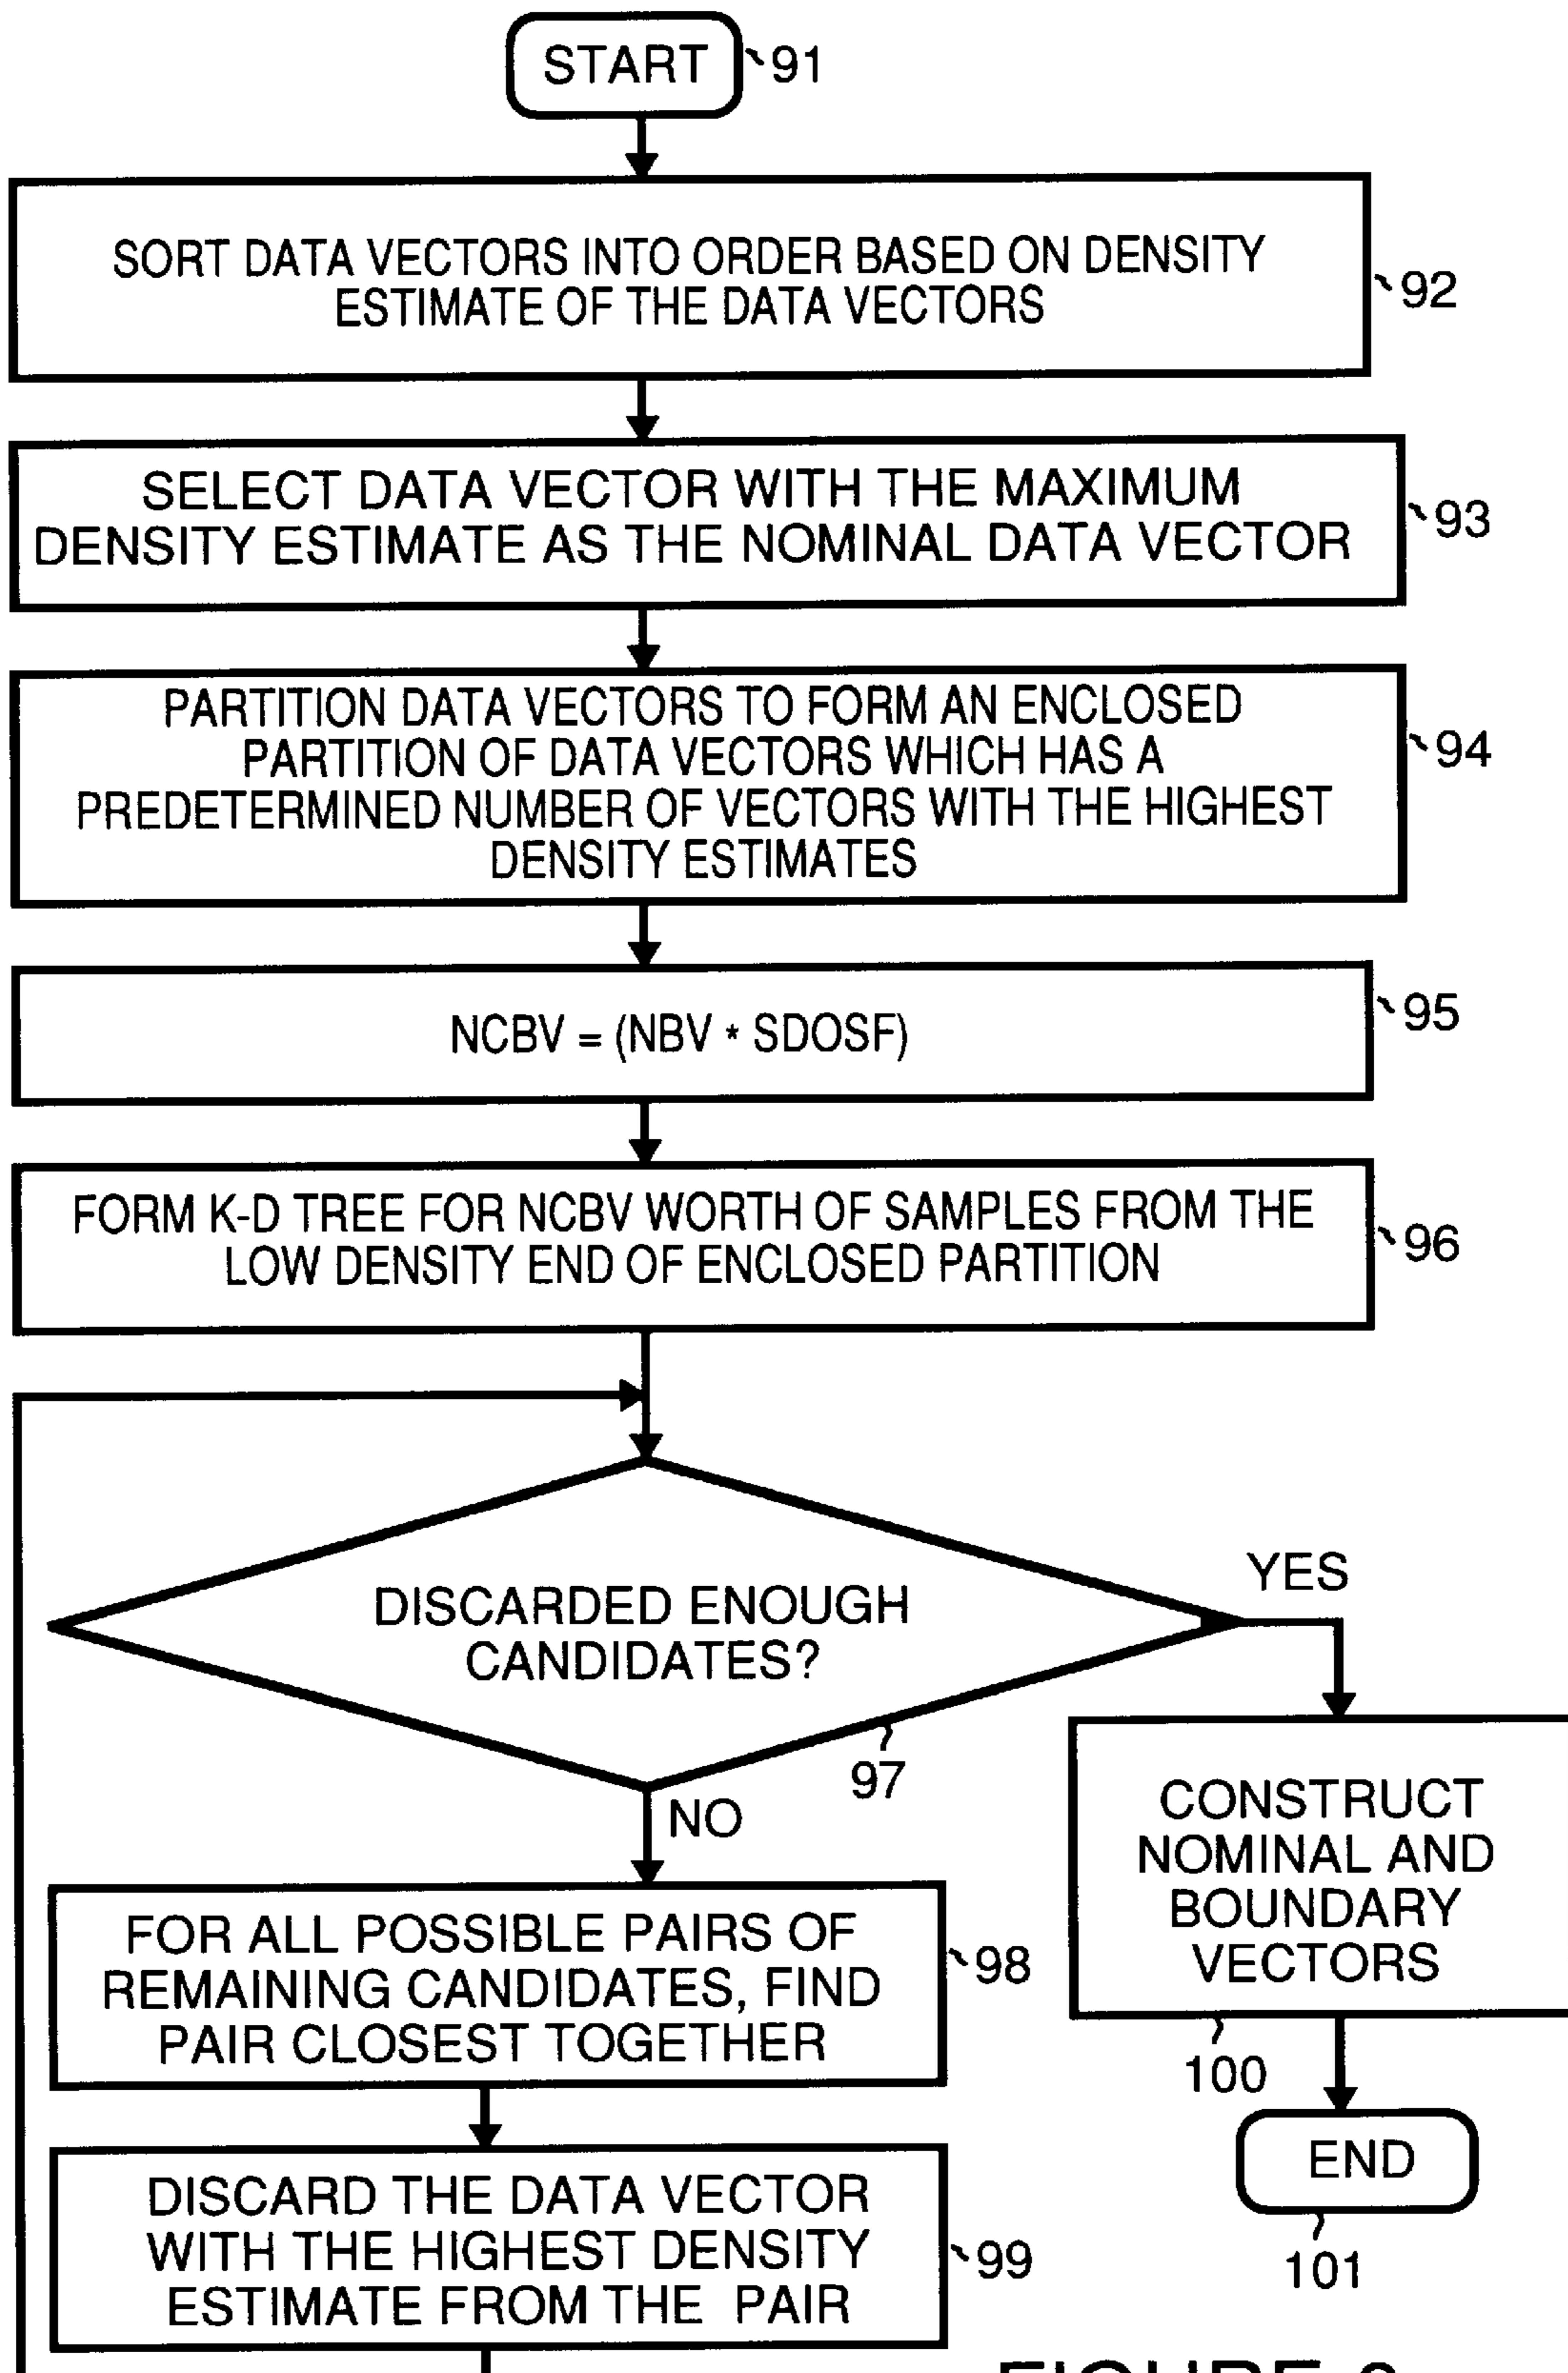 START
91
SORT DATA VECTORS INTO ORDER BASED ON DENSITY
ESTIMATE OF THE DATA VECTORS
92
SELECT DATA VECTOR WITH THE MAXIMUM
DENSITY ESTIMATE AS THE NOMINAL DATA VECTOR
93
PARTITION DATA VECTORS TO FORM AN ENCLOSED
PARTITION OF DATA VECTORS WHICH HAS A
PREDETERMINED NUMBER OF VECTORS WITH THE HIGHEST
DENSITY ESTIMATES
94
NCBV = (NBV * SDOSF)
95
FORM K-D TREE FOR NCBV WORTH OF SAMPLES FROM THE
LOW DENSITY END OF ENCLOSED PARTITION
96
DISCARDED ENOUGH
CANDIDATES?
97
YES
NO
FOR ALL POSSIBLE PAIRS OF
REMAINING CANDIDATES, FIND
PAIR CLOSEST TOGETHER
98
DISCARD THE DATA VECTOR
WITH THE HIGHEST DENSITY
ESTIMATE FROM THE PAIR
99
CONSTRUCT
NOMINAL AND
BOUNDARY
VECTORS
100
END
101
FIGURE